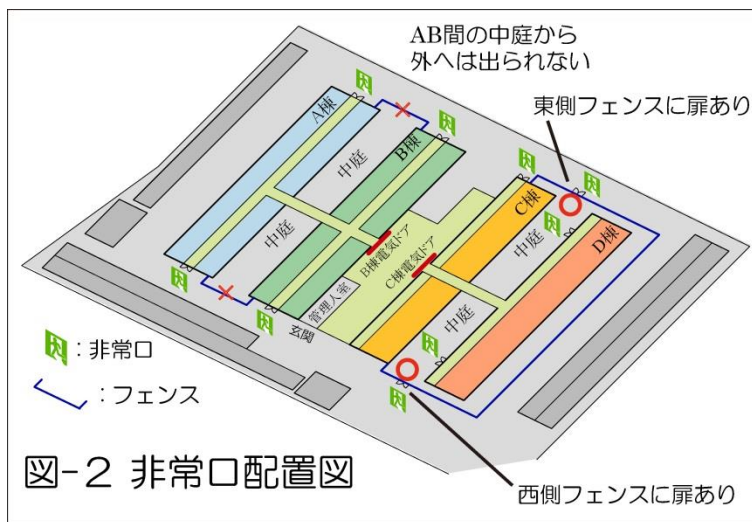 AB間の中庭から
外へは出られない
東側フェンスに扉あり
A棟
B棟
中庭
中庭
C棟
中庭
D棟
B棟電気ドア
C棟電気ドア
管理人室
玄関
中庭
：非常口
：フェンス
図-2 非常口配置図
西側フェンスに扉あり